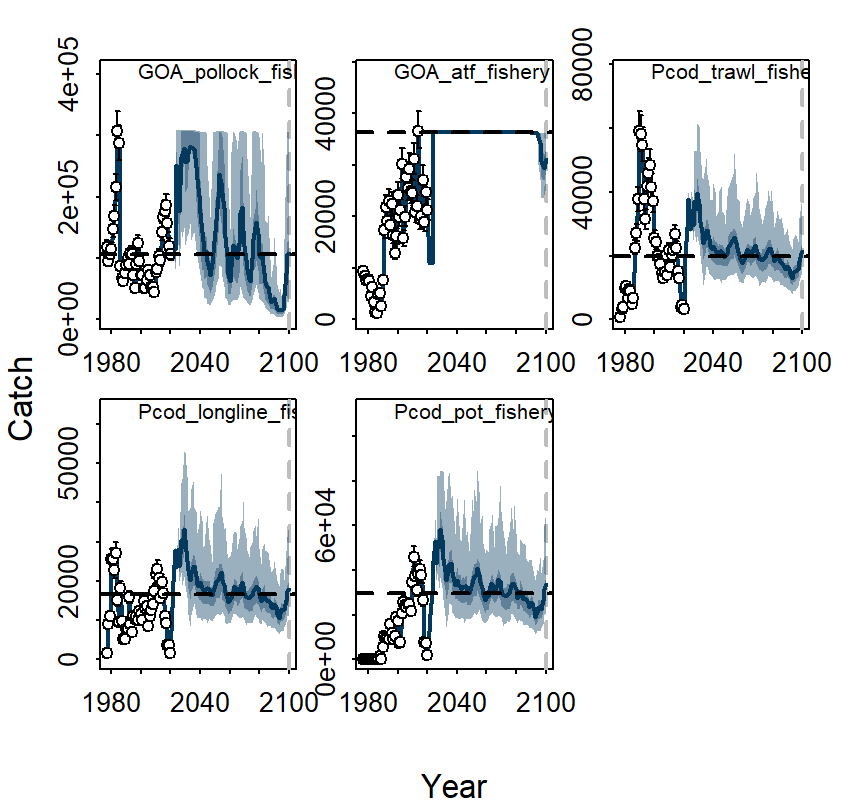 GOA_pollock_fis
GOA_atf_fishery
Pcod_trawl_fishe
0e+00 2e+05 4e+05
0 20000 40000
0 40000 80000
1980 2040 2100
1980 2040 2100
1980 2040 2100
Catch
Pcod_longline_fis
Pcod_pot_fishery
0 20000 50000
0e+00 6e+04
1980 2040 2100
1980 2040 2100
Year